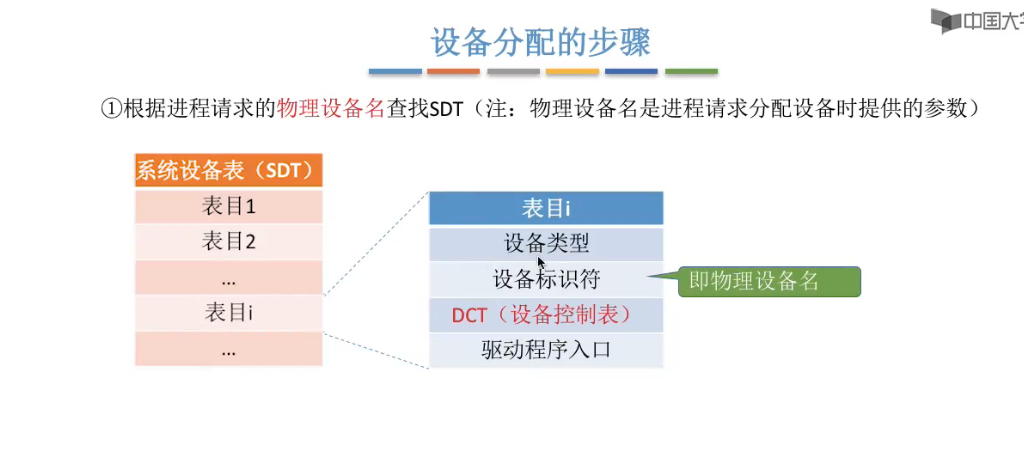 中国大学
设备分配的步骤
①根据进程请求的物理设备名查找SDT（注：物理设备名是进程请求分配设备时提供的参数）
系统设备表（SDT）
表目1
表目2
...
表目i
...
表目i
设备类型
设备标识符
DCT（设备控制表）
驱动程序入口
即物理设备名